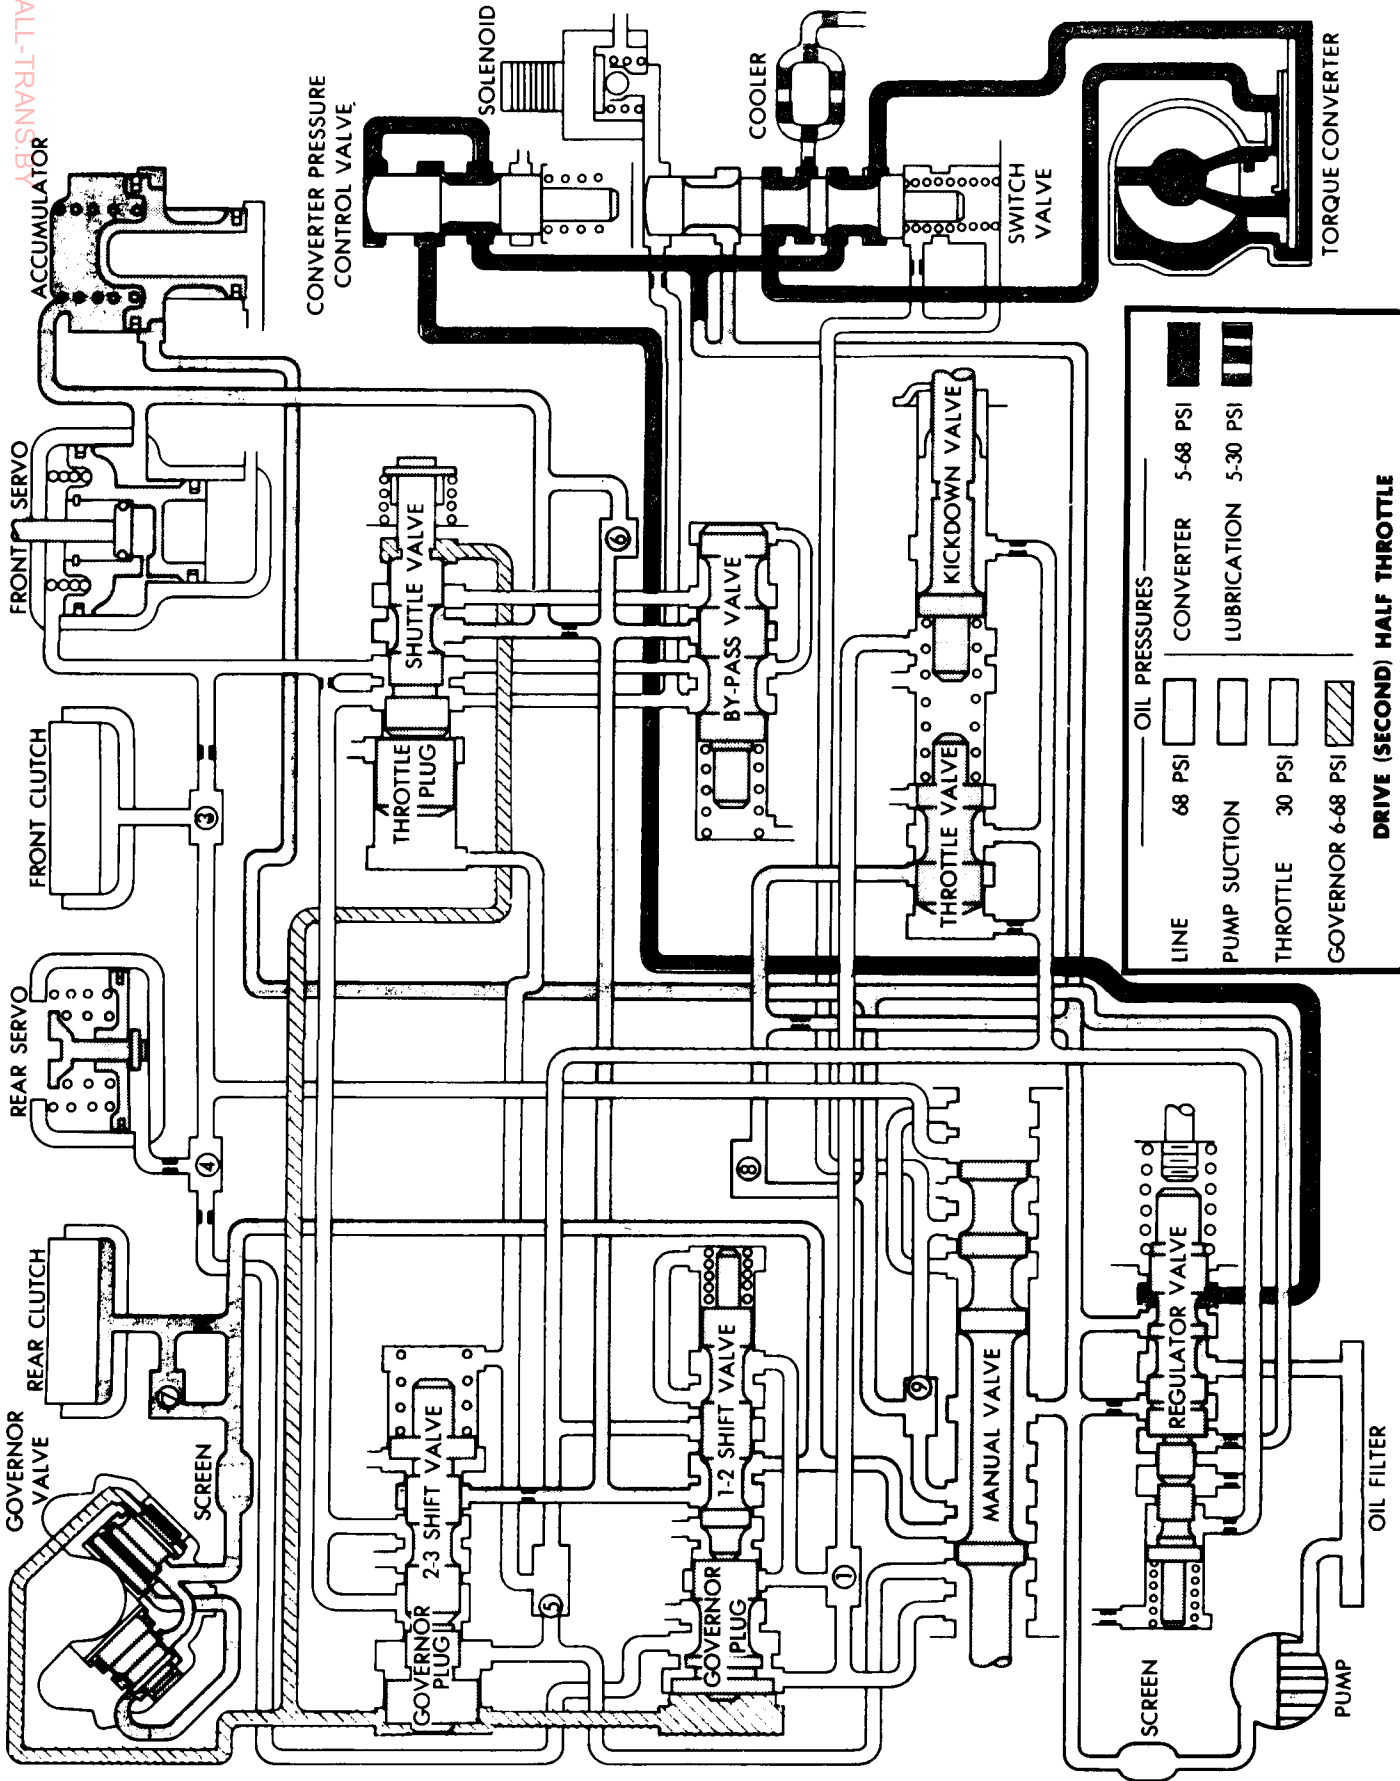 ALL-TRANS.BY
GOVERNOR
VALVE
REAR CLUTCH
REAR SERVO
FRONT CLUTCH
FRONT SERVO
ACCUMULATOR
SCREEN
7
4
3
CONVERTER PRESSURE
CONTROL VALVE
SOLENOID
2-3 SHIFT VALVE
GOVERNOR
PLUG
5
THROTTLE
PLUG
SHUTTLE VALVE
6
COOLER
1-2 SHIFT VALVE
GOVERNOR
PLUG
8
BY-PASS VALVE
SWITCH
VALVE
1
9
THROTTLE VALVE
KICKDOWN VALVE
MANUAL VALVE
REGULATOR VALVE
TORQUE CONVERTER
SCREEN
PUMP
OIL FILTER
OIL PRESSURES
LINE 68 PSI
PUMP SUCTION
THROTTLE 30 PSI
GOVERNOR 6-68 PSI
CONVERTER 5-68 PSI
LUBRICATION 5-30 PSI
DRIVE (SECOND) HALF THROTTLE